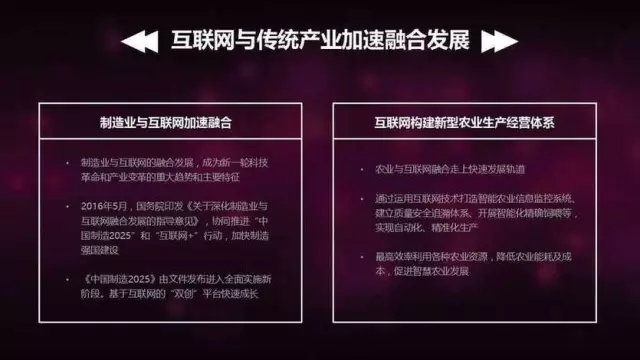 互联网与传统产业加速融合发展
制造业与互联网加速融合
制造业与互联网的融合发展，成为新一轮科技
革命和产业变革的重大趋势和主要特征
2016年5月，国务院印发《关于深化制造业与
互联网融合发展的指导意见》，协同推进“中
国制造2025”和“互联网+”行动，加快制造
强国建设
《中国制造2025》由文件发布进入全面实施新
阶段。基于互联网的“双创”平台快速成长
互联网构建新型农业生产经营体系
农业与互联网融合走上快速发展轨道
通过运用互联网技术打造智能农业信息监控系统、
建立质量安全追溯体系、开展智能化精确饲喂等，
实现自动化、精准化生产
最高效率利用各种农业资源，降低农业能耗及成
本，促进智慧农业发展